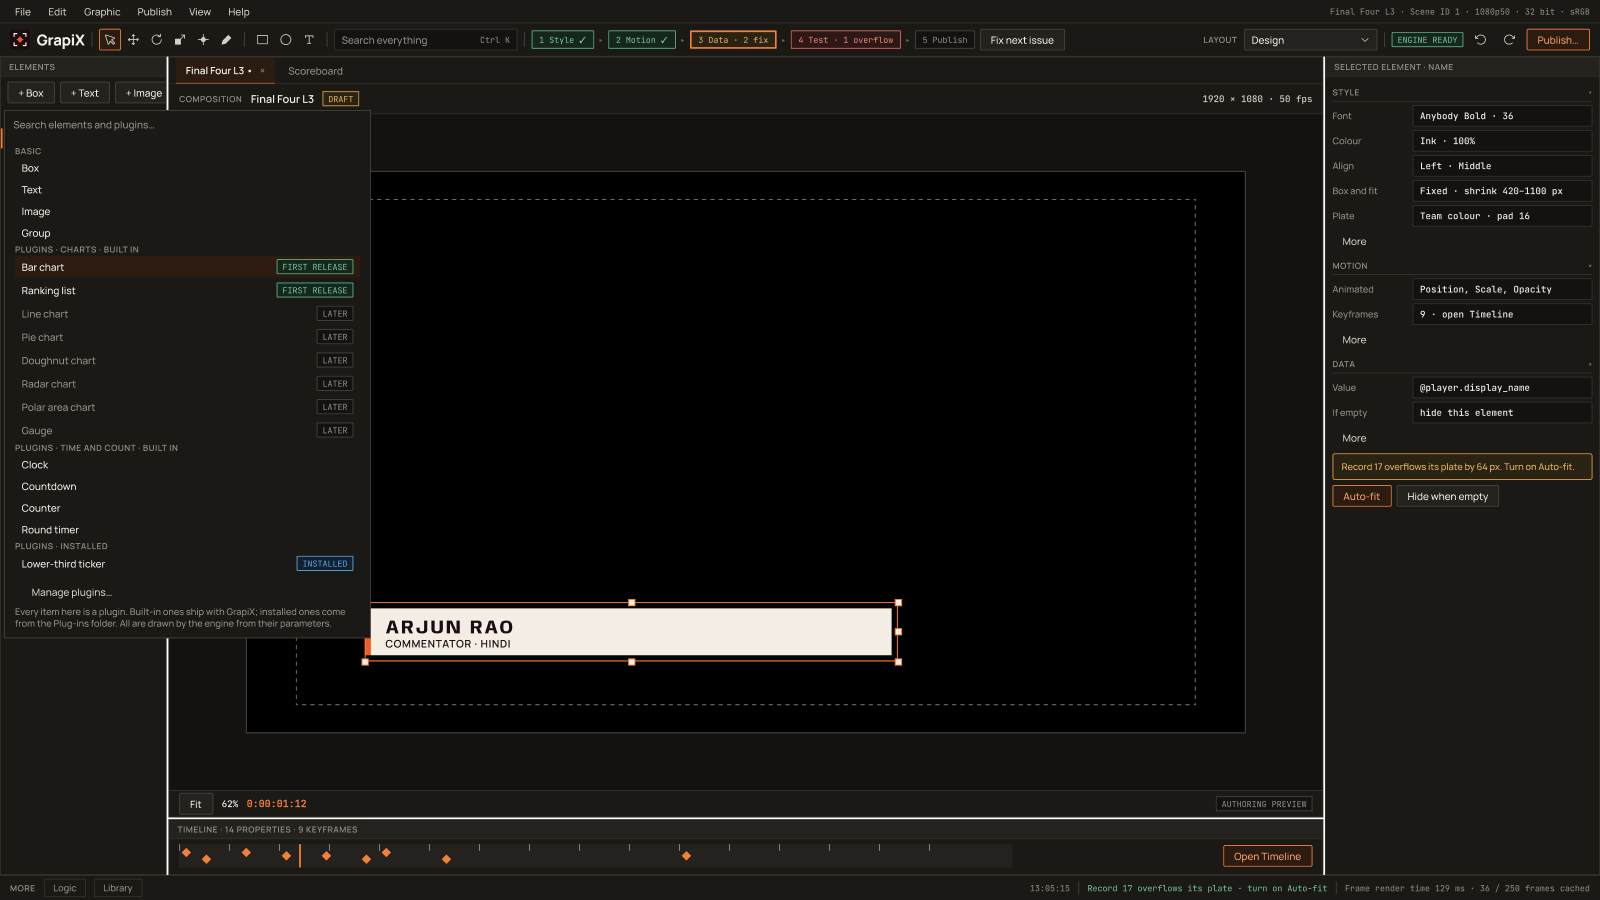 File Edit Graphic Publish View Help
Final Four L3 · Scene ID 1 · 1080p50 · 32 bit · sRGB
GrapiX
Search everything Ctrl K
1 Style ✓
2 Motion ✓
3 Data · 2 fix
4 Test · 1 overflow
5 Publish
Fix next issue
LAYOUT Design
ENGINE READY
Publish…
ELEMENTS
+ Box + Text + Image
Final Four L3 • ×
Scoreboard
COMPOSITION Final Four L3 DRAFT
1920 × 1080 · 50 fps
Search elements and plugins…
BASIC
Box
Text
Image
Group
PLUGINS · CHARTS · BUILT IN
Bar chart FIRST RELEASE
Ranking list FIRST RELEASE
Line chart LATER
Pie chart LATER
Doughnut chart LATER
Radar chart LATER
Polar area chart LATER
Gauge LATER
PLUGINS · TIME AND COUNT · BUILT IN
Clock
Countdown
Counter
Round timer
PLUGINS · INSTALLED
Lower-third ticker INSTALLED
Manage plugins…
Every item here is a plugin. Built-in ones ship with GrapiX; installed ones come
from the Plug-ins folder. All are drawn by the engine from their parameters.
ARJUN RAO
COMMENTATOR · HINDI
Fit 62% 0:00:01:12
AUTHORING PREVIEW
TIMELINE · 14 PROPERTIES · 9 KEYFRAMES
Open Timeline
SELECTED ELEMENT · NAME
STYLE
Font Anybody Bold · 36
Colour Ink · 100%
Align Left · Middle
Box and fit Fixed · shrink 420–1100 px
Plate Team colour · pad 16
More
MOTION
Animated Position, Scale, Opacity
Keyframes 9 · open Timeline
More
DATA
Value @player.display_name
If empty hide this element
More
Record 17 overflows its plate by 64 px. Turn on Auto-fit.
Auto-fit Hide when empty
MORE Logic Library
13:05:15
Record 17 overflows its plate · turn on Auto-fit
Frame render time 129 ms · 36 / 250 frames cached